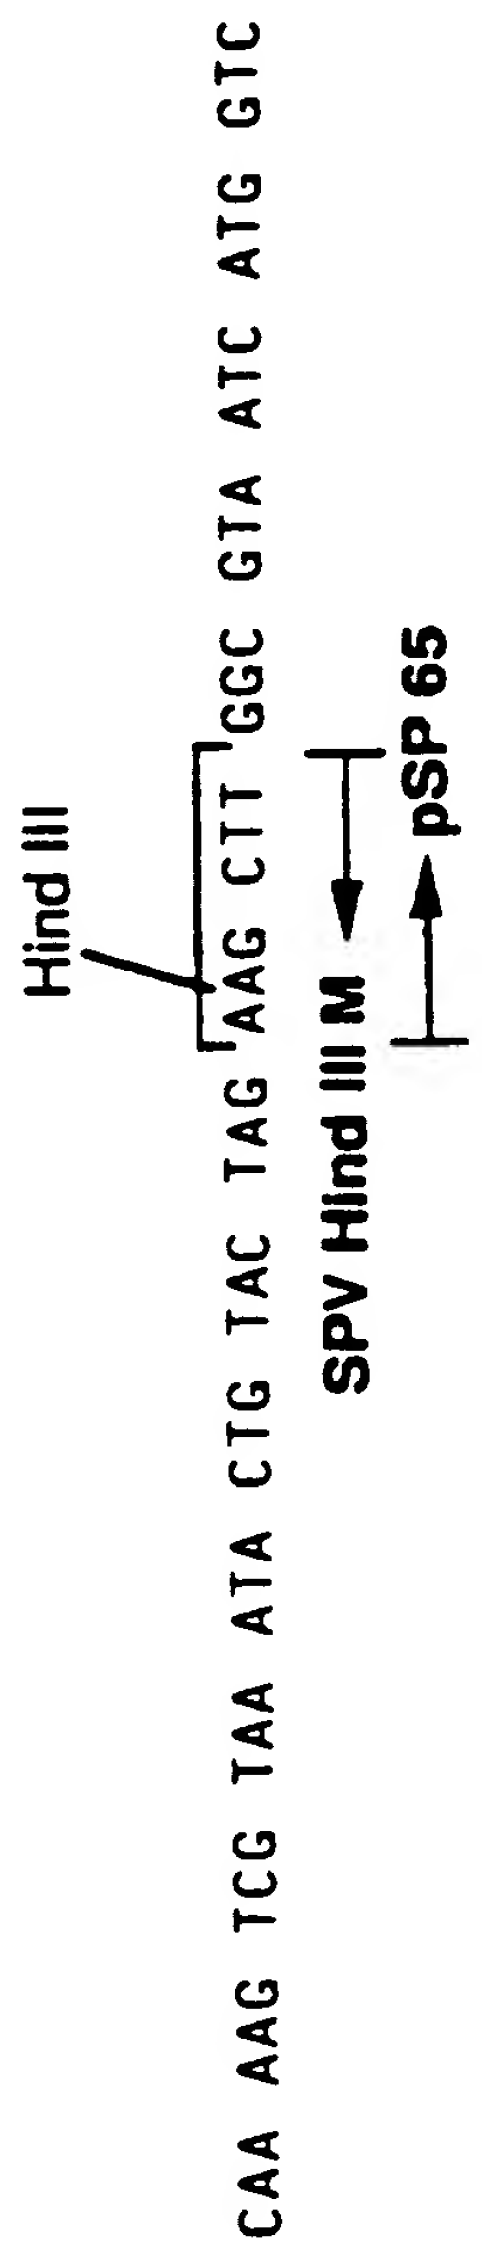 Hind III
CAA AAG TCG TAA ATA CTG TAC TAG AAG CTT GGC GTA ATC ATG GTC
SPV Hind III M
pSP 65